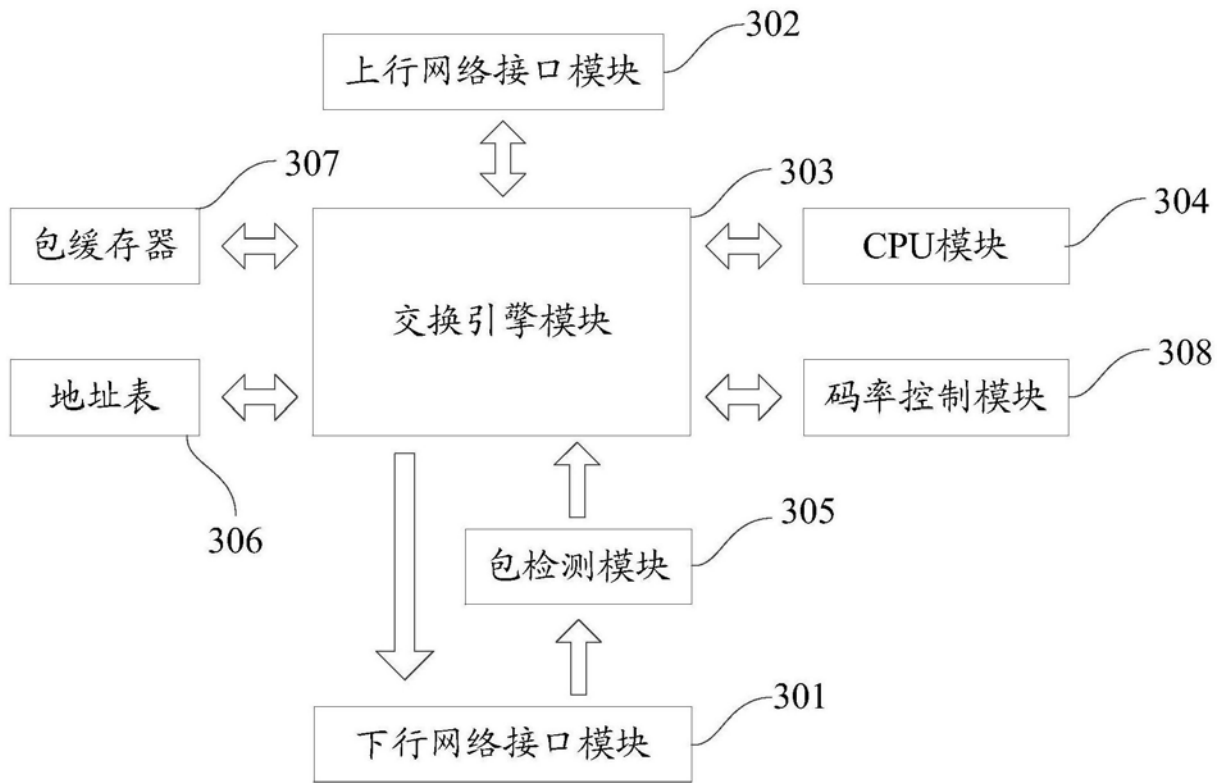 302
上行网络接口模块
307
303
304
包缓存器
CPU模块
交换引擎模块
308
地址表
码率控制模块
306
305
包检测模块
301
下行网络接口模块